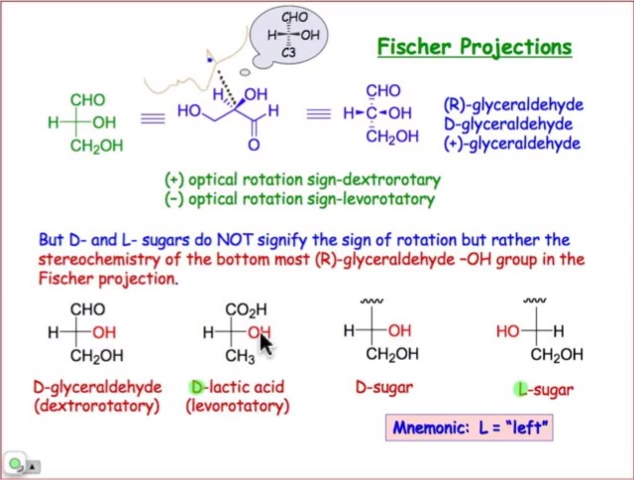 CHO
H OH
C3
Fischer Projections
CHO
H OH
CH2OH
H OH
HO H
O
CHO
H C OH
CH2OH
(R)-glyceraldehyde
D-glyceraldehyde
(+)-glyceraldehyde
(+) optical rotation sign-dextrorotary
(-) optical rotation sign-levorotatory
But D- and L- sugars do NOT signify the sign of rotation but rather the
stereochemistry of the bottom most (R)-glyceraldehyde -OH group in the
Fischer projection.
CHO
H OH
CH2OH
D-glyceraldehyde
(dextrorotatory)
CO2H
H OH
CH3
D-lactic acid
(levorotatory)
H OH
CH2OH
D-sugar
HO H
CH2OH
L-sugar
Mnemonic: L = "left"